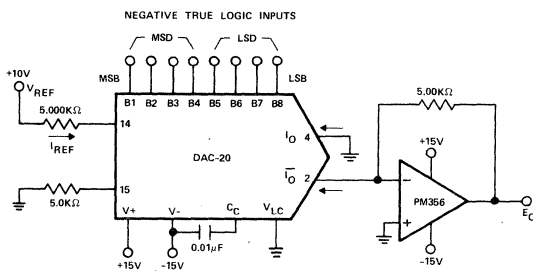 NEGATIVE TRUE LOGIC INPUTS
MSD LSD
MSB B1 B2 B3 B4 B5 B6 B7 B8 LSB
+10V
VREF
5.000KΩ
IREF
14
15
5.0KΩ
DAC-20
IO 4
IO 2
V+ V- CC VLC
0.01µF
+15V -15V
5.00KΩ
+15V
-
PM356
+
-15V
EO